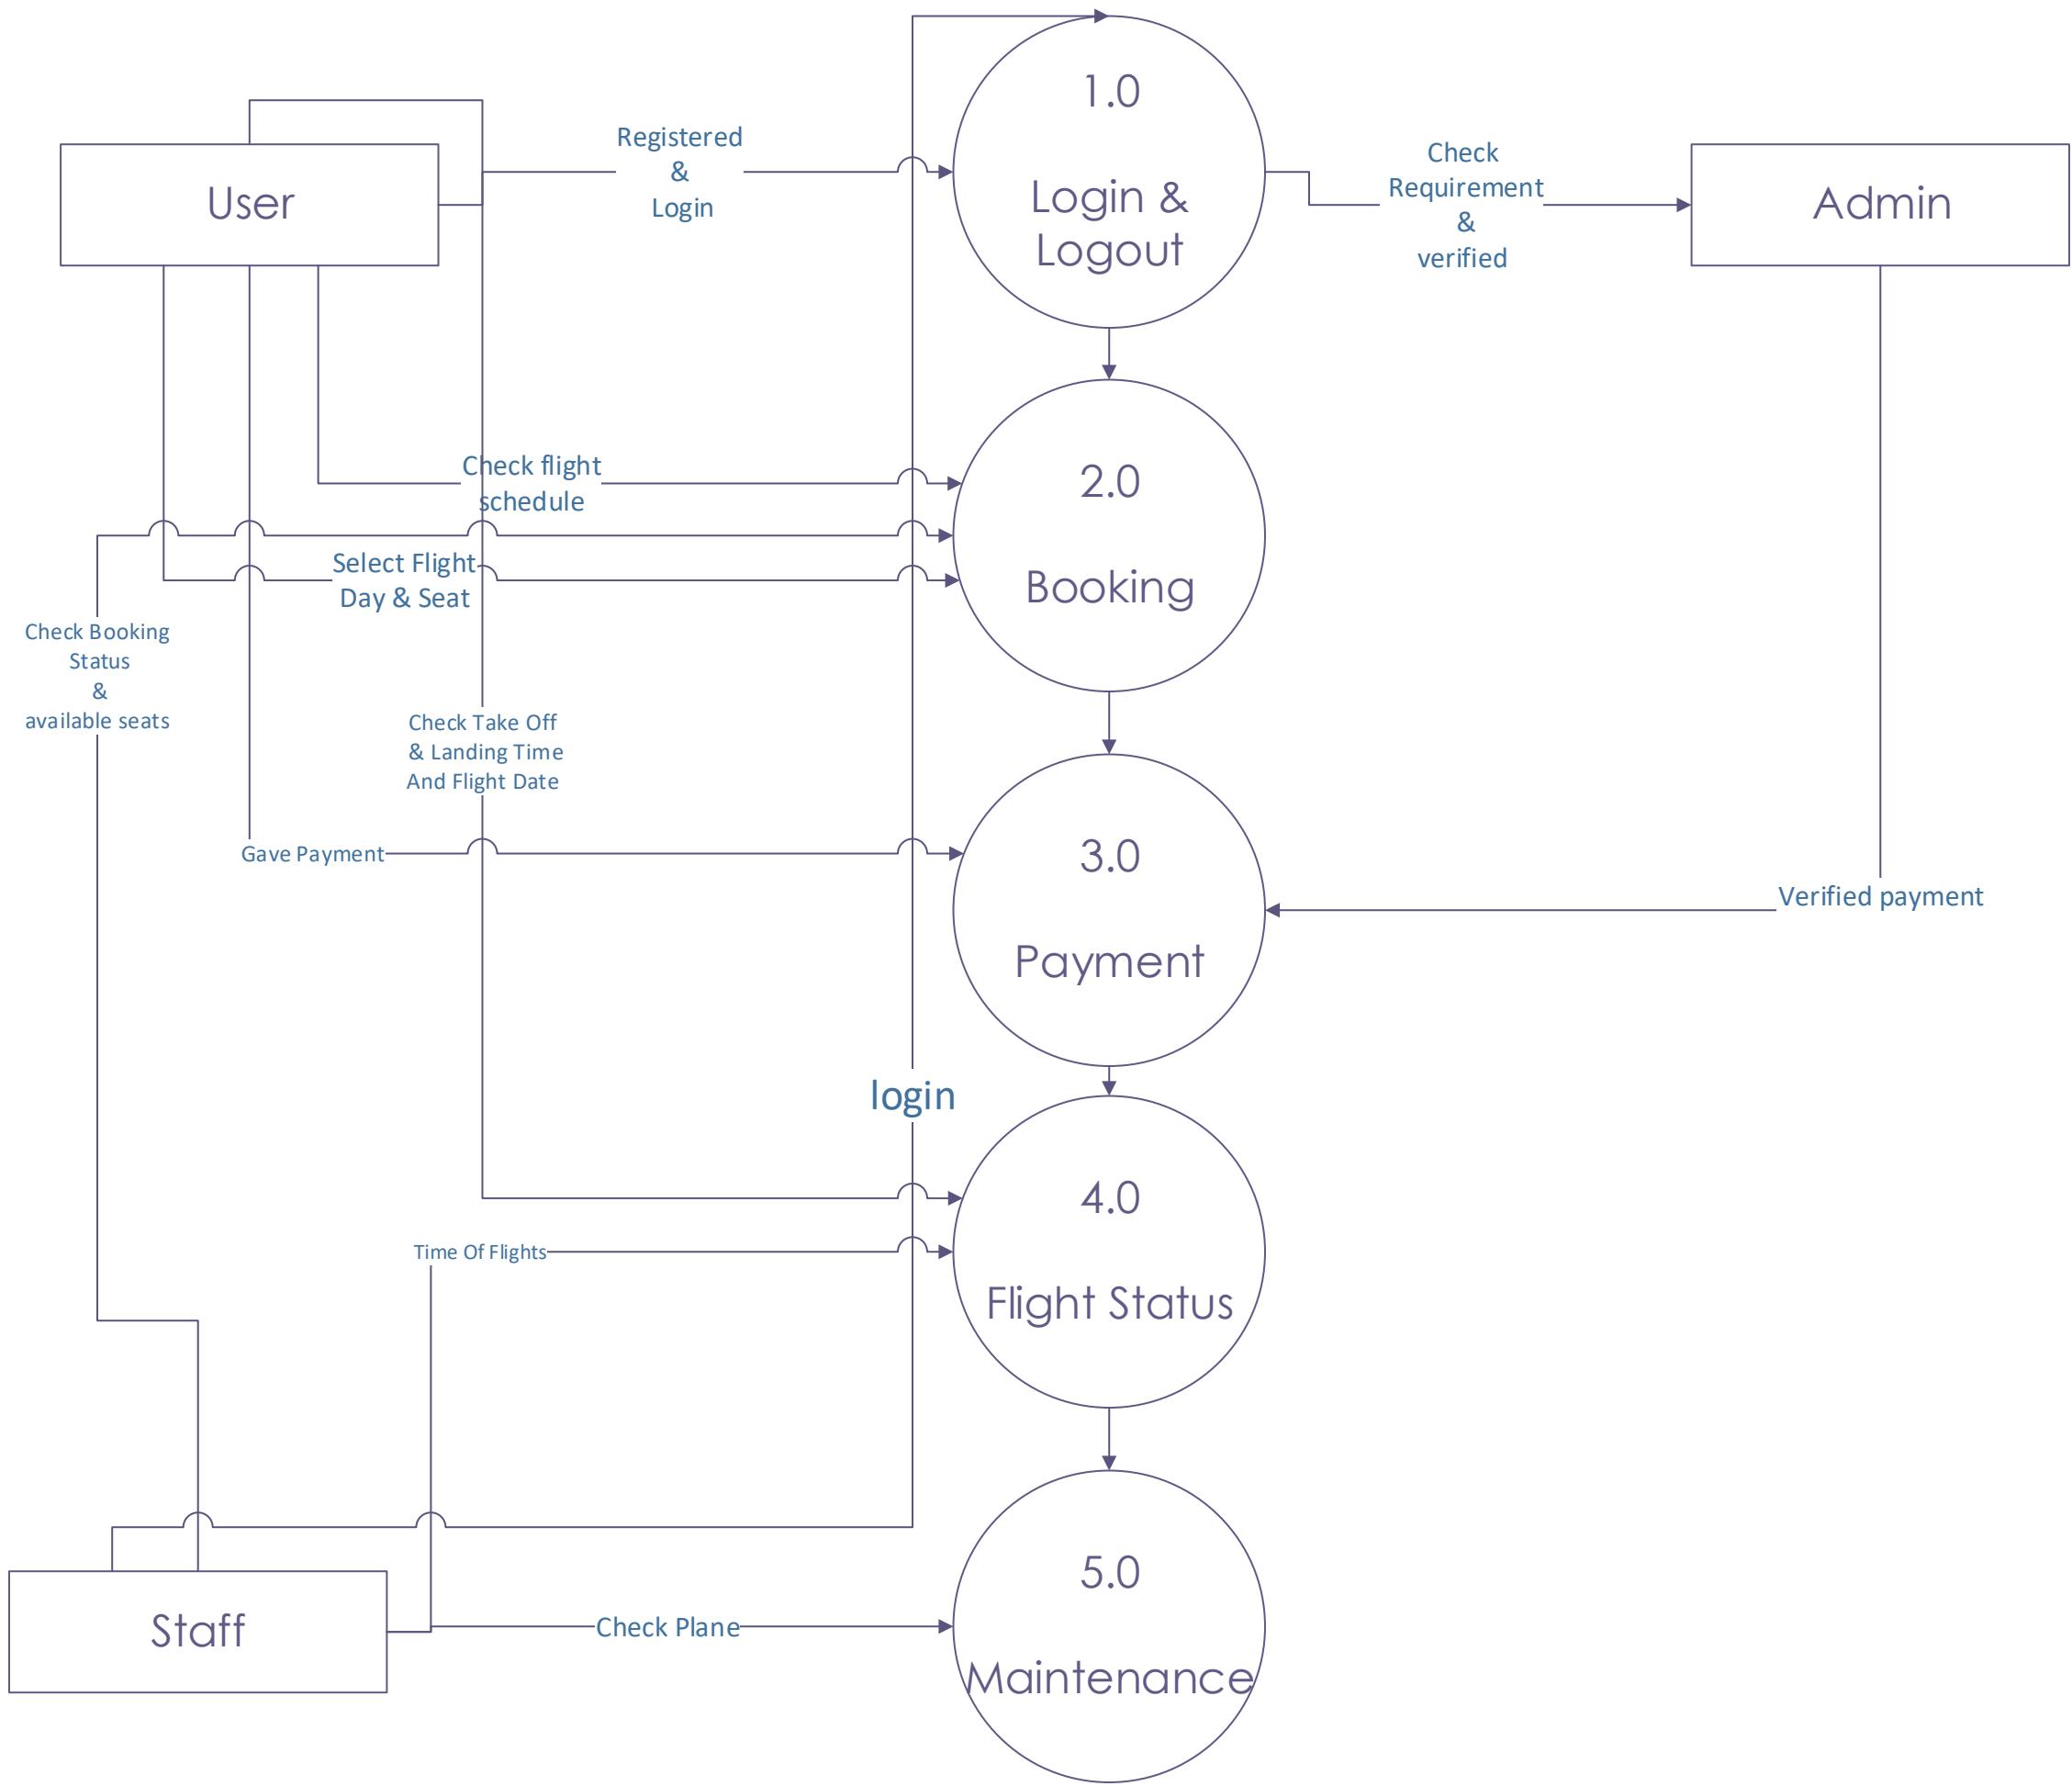 1.0
Login &
Logout
User
Registered
&
Login
Check
Requirement
&
verified
Admin
2.0
Booking
Check flight
schedule
Select Flight
Day & Seat
Check Booking
Status
&
available seats
Check Take Off
& Landing Time
And Flight Date
Gave Payment
3.0
Payment
Verified payment
login
4.0
Flight Status
Time Of Flights
5.0
Maintenance
Staff
Check Plane